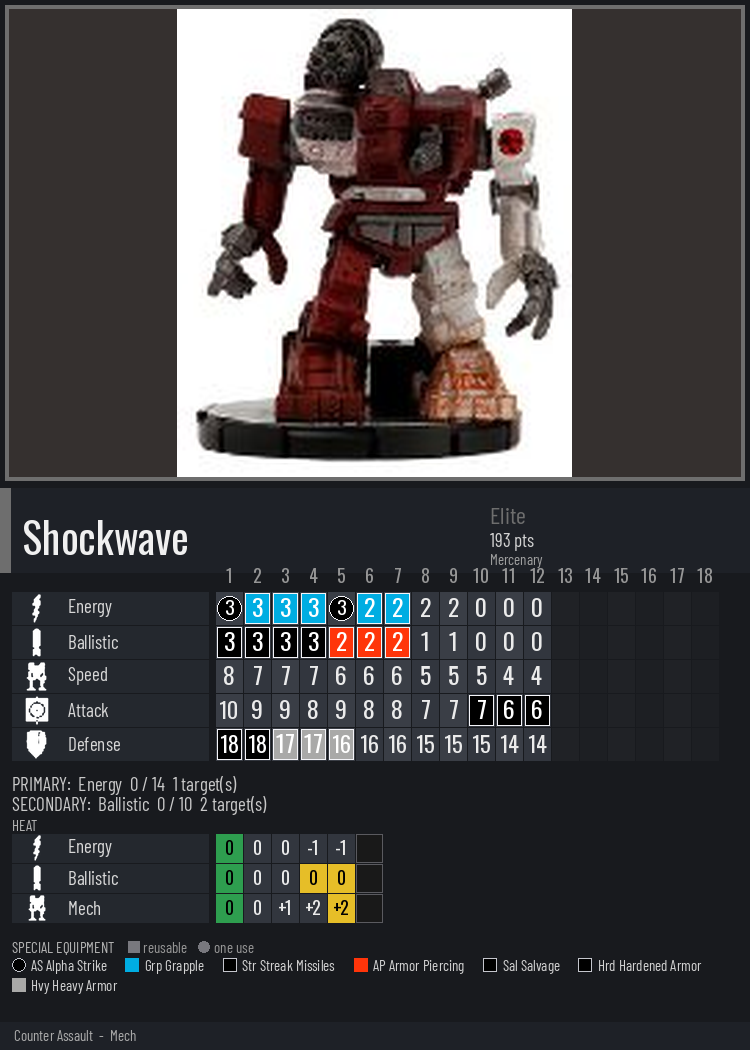 Shockwave
Elite
193 pts
Mercenary
1 2 3 4 5 6 7 8 9 10 11 12 13 14 15 16 17 18
Energy 3 3 3 3 3 2 2 2 2 0 0 0
Ballistic 3 3 3 3 2 2 2 1 1 0 0 0
Speed 8 7 7 7 6 6 6 5 5 5 4 4
Attack 10 9 9 8 9 8 8 7 7 7 6 6
Defense 18 18 17 17 16 16 16 15 15 15 14 14
PRIMARY: Energy 0 / 14 1 target(s)
SECONDARY: Ballistic 0 / 10 2 target(s)
HEAT
Energy 0 0 0 -1 -1
Ballistic 0 0 0 0 0
Mech 0 0 +1 +2 +2
SPECIAL EQUIPMENT reusable one use
AS Alpha Strike Grp Grapple Str Streak Missiles AP Armor Piercing Sal Salvage Hrd Hardened Armor
Hvy Heavy Armor
Counter Assault - Mech